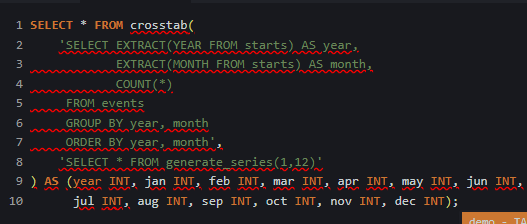 1 SELECT * FROM crosstab(
2 'SELECT EXTRACT(YEAR FROM starts) AS year,
3 EXTRACT(MONTH FROM starts) AS month,
4 COUNT(*)
5 FROM events
6 GROUP BY year, month
7 ORDER BY year, month',
8 'SELECT * FROM generate_series(1,12)'
9 ) AS (year INT, jan INT, feb INT, mar INT, apr INT, may INT, jun INT,
10 jul INT, aug INT, sep INT, oct INT, nov INT, dec INT);
demo - TA